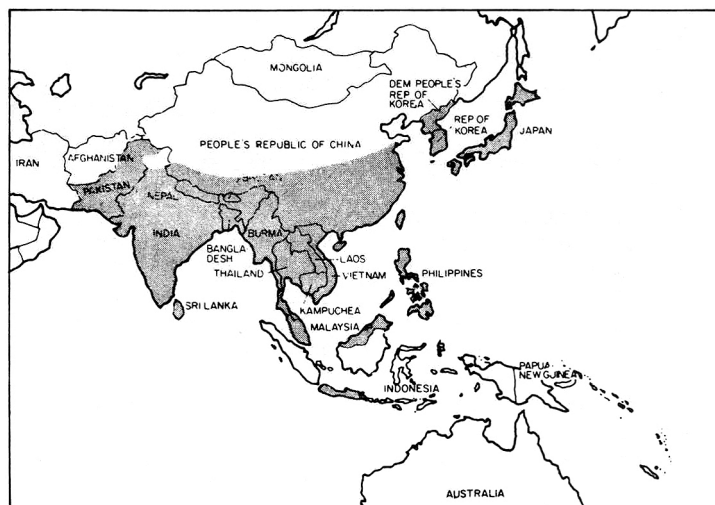 MONGOLIA
DEM PEOPLE'S
REP OF
KOREA
REP OF
KOREA
JAPAN
PEOPLE'S REPUBLIC OF CHINA
IRAN
AFGHANISTAN
PAKISTAN
NEPAL
INDIA
BURMA
BANGLA
DESH
LAOS
THAILAND
VIETNAM
PHILIPPINES
SRI LANKA
KAMPUCHEA
MALAYSIA
INDONESIA
PAPUA
NEW GUINEA
AUSTRALIA